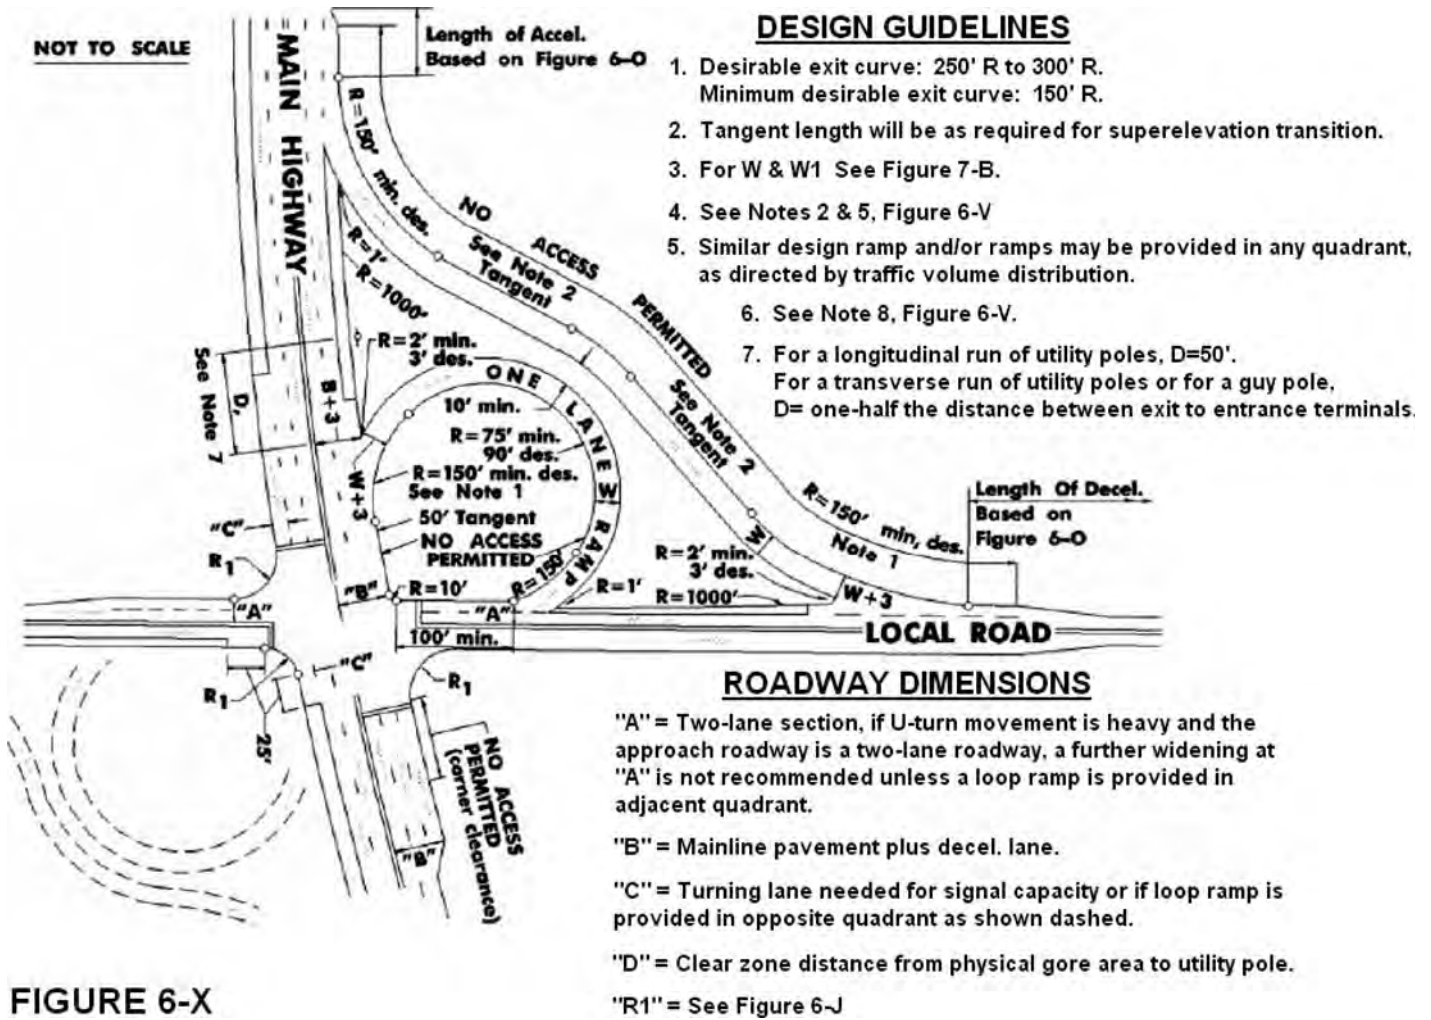 NOT TO SCALE
MAIN HIGHWAY
Length of Accel.
Based on Figure 6-O
R=150' min. des.
NO ACCESS PERMITTED
See Note 2
Tangent
R=1'
R=1000'
R=2' min.
3' des.
See Note 7
D,
B+3
ONE LANE RAMP
W
10' min.
R=75' min.
90' des.
R=150' min. des.
See Note 1
W+3
50' Tangent
NO ACCESS
PERMITTED
"C"
R1
"B"
R=10'
R=150'
"A"
"A"
100' min.
See Note 2
Tangent
W
R=2' min.
3' des.
R=1'
R=1000'
W+3
R=150' min, des.
Note 1
Length Of Decel.
Based on
Figure 6-O
LOCAL ROAD
"C"
R1
R1
25'
"B"
NO ACCESS
PERMITTED
(corner clearance)
DESIGN GUIDELINES
1. Desirable exit curve: 250' R to 300' R.
Minimum desirable exit curve: 150' R.
2. Tangent length will be as required for superelevation transition.
3. For W & W1 See Figure 7-B.
4. See Notes 2 & 5, Figure 6-V
5. Similar design ramp and/or ramps may be provided in any quadrant,
as directed by traffic volume distribution.
6. See Note 8, Figure 6-V.
7. For a longitudinal run of utility poles, D=50'.
For a transverse run of utility poles or for a guy pole,
D= one-half the distance between exit to entrance terminals.
ROADWAY DIMENSIONS
"A" = Two-lane section, if U-turn movement is heavy and the
approach roadway is a two-lane roadway, a further widening at
"A" is not recommended unless a loop ramp is provided in
adjacent quadrant.
"B" = Mainline pavement plus decel. lane.
"C" = Turning lane needed for signal capacity or if loop ramp is
provided in opposite quadrant as shown dashed.
"D" = Clear zone distance from physical gore area to utility pole.
"R1" = See Figure 6-J
FIGURE 6-X